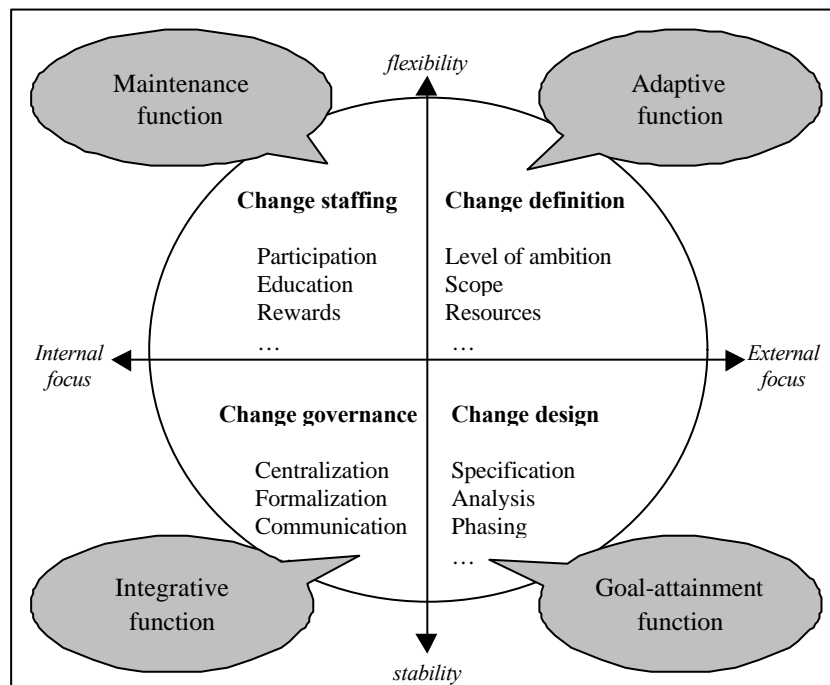 Maintenance
function
flexibility
Adaptive
function
Change staffing
Participation
Education
Rewards
…
Change definition
Level of ambition
Scope
Resources
…
Internal
focus
External
focus
Change governance
Centralization
Formalization
Communication
Change design
Specification
Analysis
Phasing
…
Integrative
function
Goal-attainment
function
stability